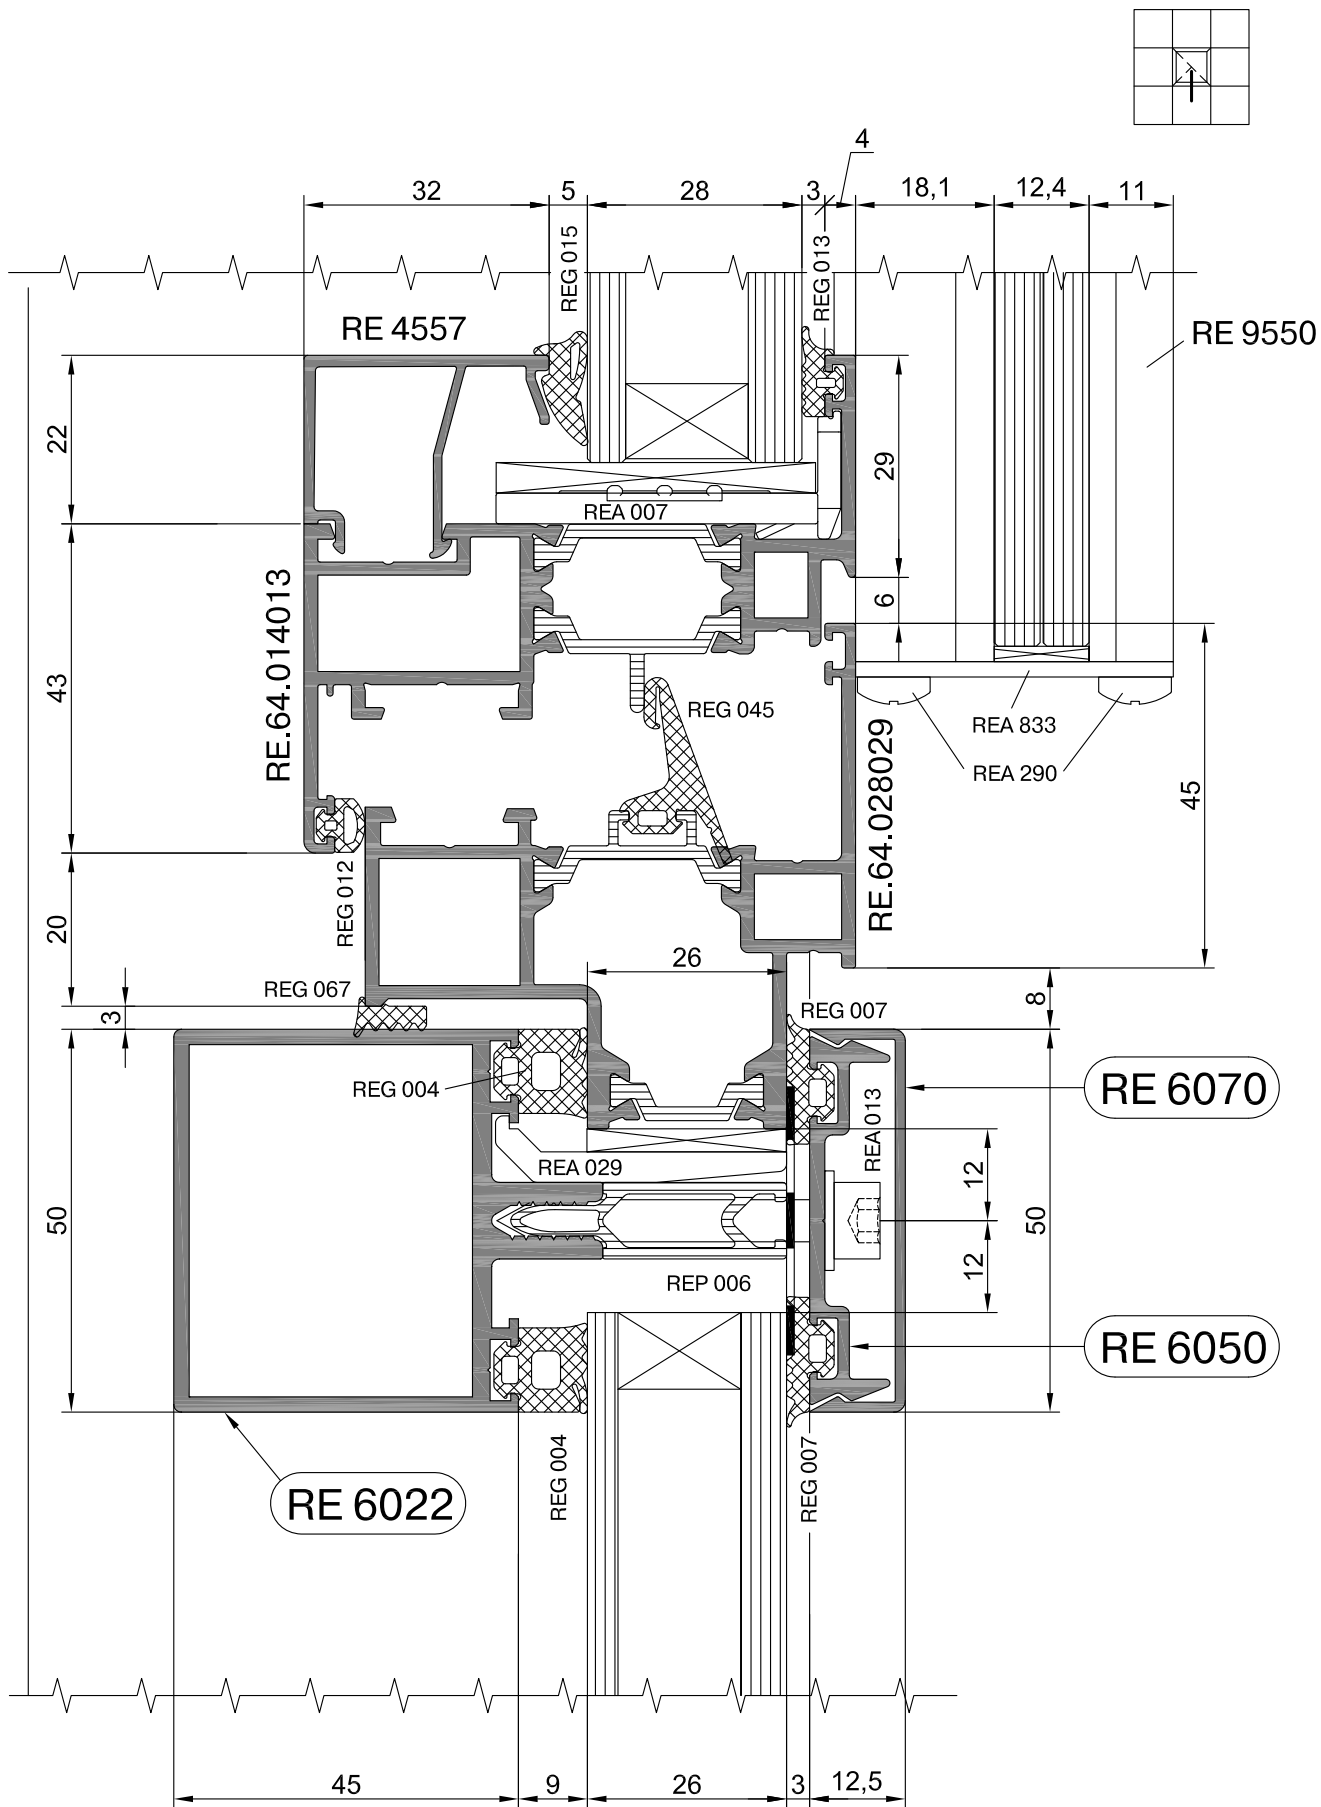 4
32
5
28
3
18,1
12,4
11
REG 015
REG 013
RE 4557
RE 9550
22
29
REA 007
6
RE.64.014013
43
REG 045
REA 833
REA 290
RE.64.028029
45
REG 012
20
26
REG 067
3
REG 007
8
REG 004
RE 6070
REA 013
REA 029
12
50
50
12
REP 006
RE 6050
REG 004
REG 007
RE 6022
45
9
26
3
12,5